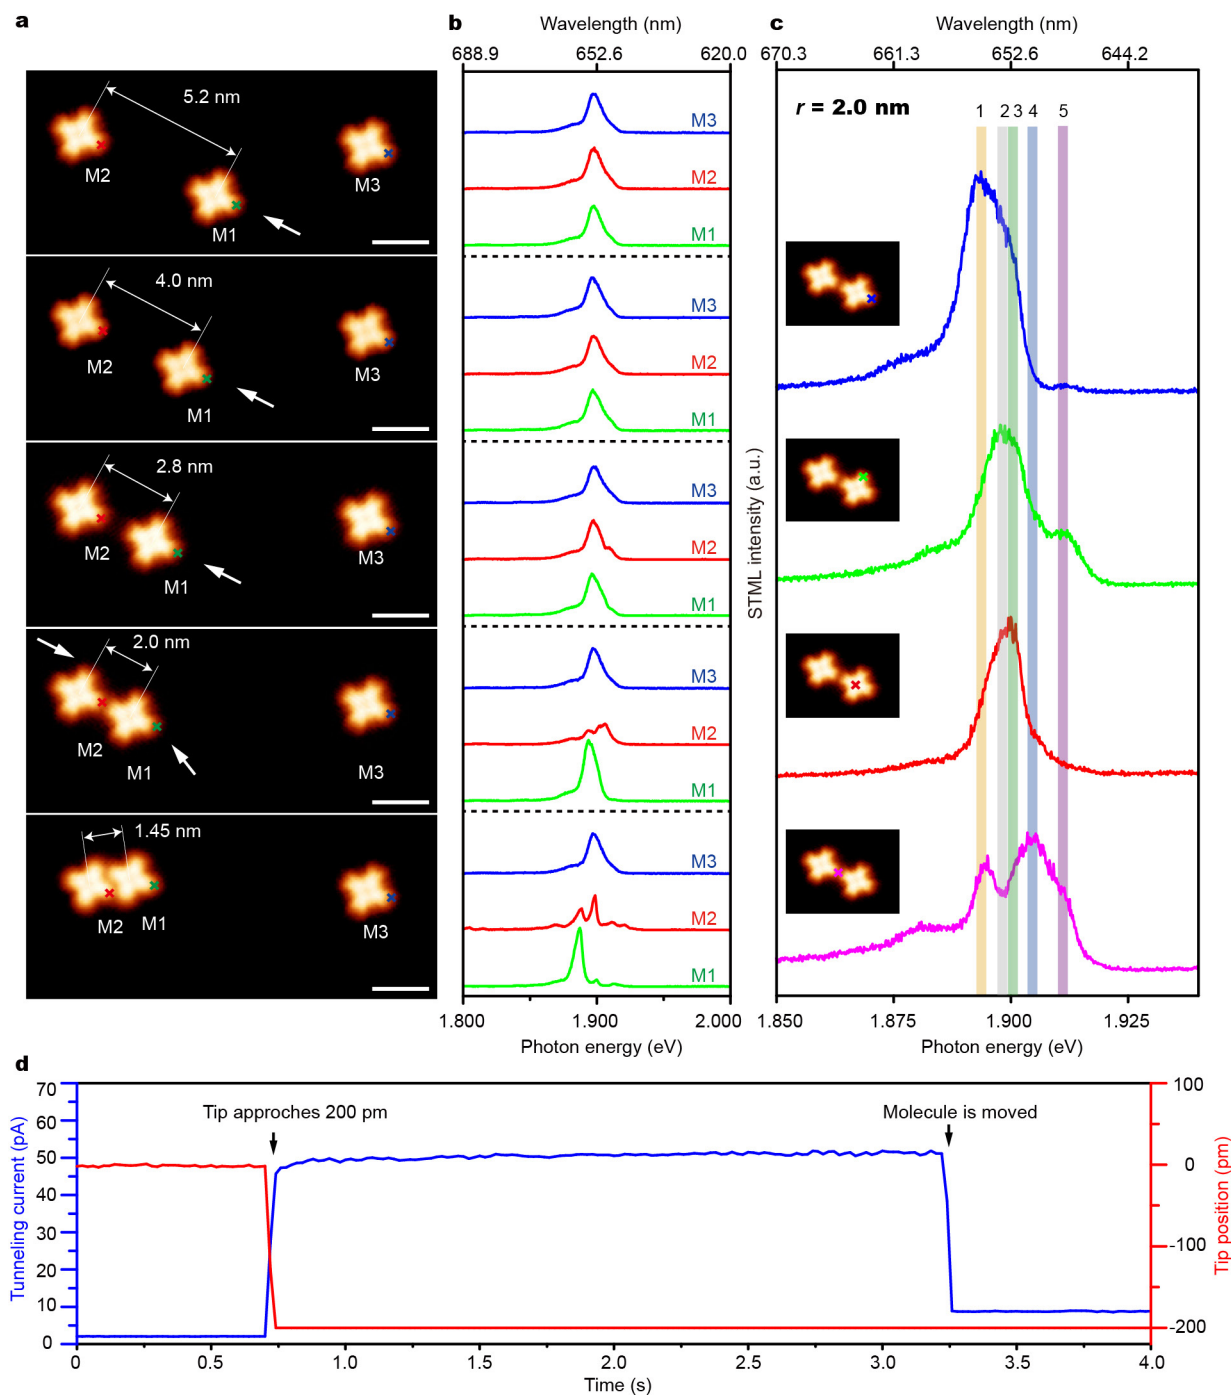 a
5.2 nm
M2
M1
M3
4.0 nm
M2
M1
M3
2.8 nm
M2
M1
M3
2.0 nm
M2
M1
M3
1.45 nm
M2
M1
M3
b
Wavelength (nm)
688.9 652.6 620.0
M3
M2
M1
M3
M2
M1
M3
M2
M1
M3
M2
M1
M3
M2
M1
1.800 1.900 2.000
Photon energy (eV)
c
Wavelength (nm)
670.3 661.3 652.6 644.2
r = 2.0 nm
1 2 3 4 5
STML intensity (a.u.)
1.850 1.875 1.900 1.925
Photon energy (eV)
d
Tip approches 200 pm
Molecule is moved
Tunneling current (pA)
70
60
50
40
30
20
10
0
Tip position (pm)
100
0
-100
-200
0 0.5 1.0 1.5 2.0 2.5 3.0 3.5 4.0
Time (s)